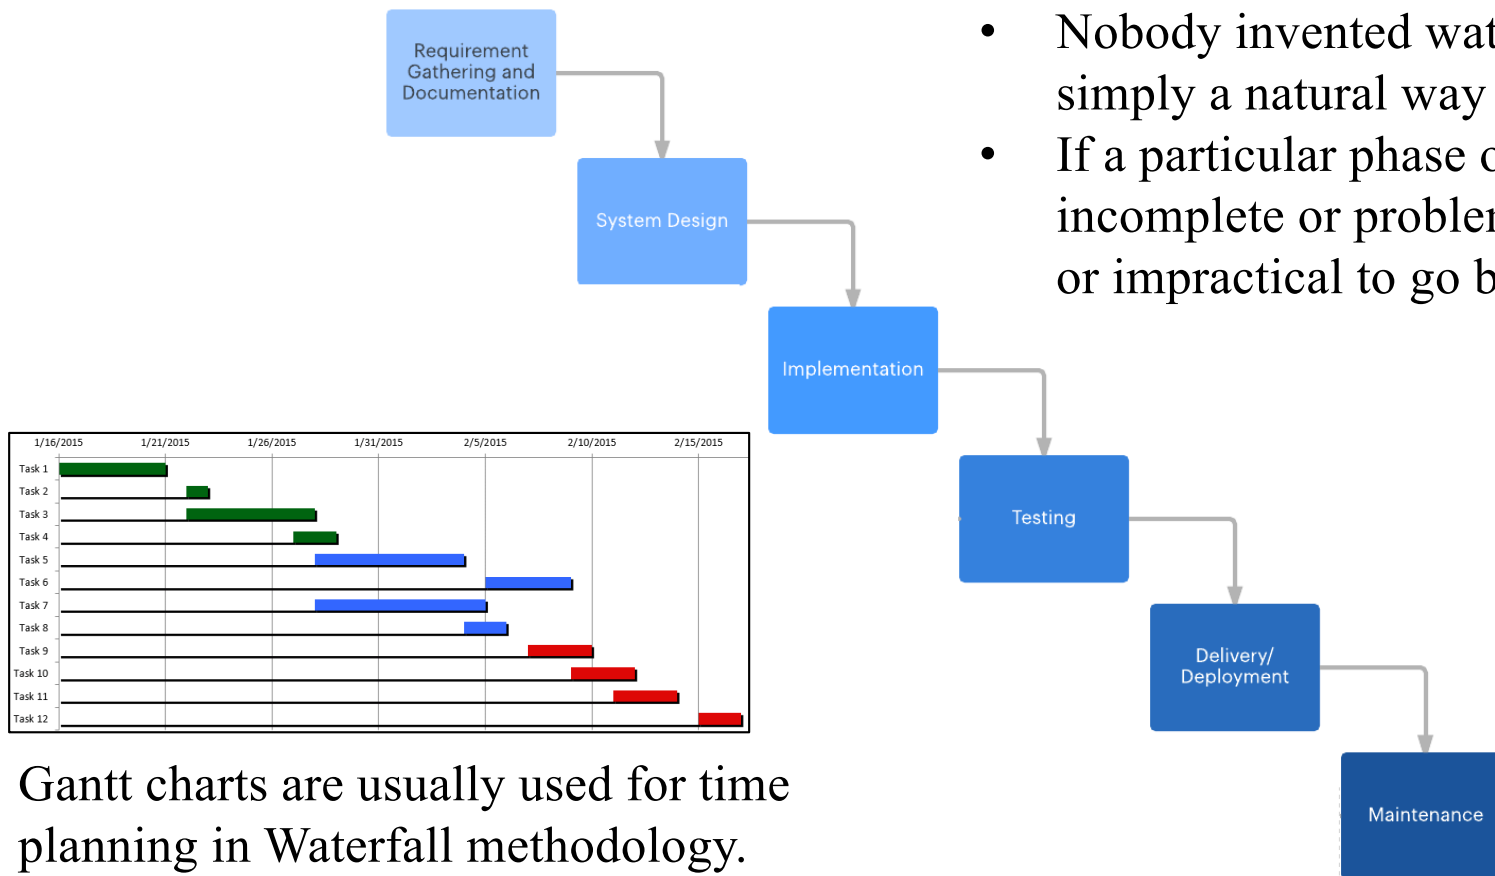 Requirement
Gathering and
Documentation
System Design
Implementation
Testing
Delivery/
Deployment
Maintenance
• Nobody invented
simply a natural way
• If a particular phase
incomplete or
or impractical to go
1/16/2015 1/21/2015 1/26/2015 1/31/2015 2/5/2015 2/10/2015 2/15/2015
Task 1
Task 2
Task 3
Task 4
Task 5
Task 6
Task 7
Task 8
Task 9
Task 10
Task 11
Task 12
Gantt charts are usually used for time
planning in Waterfall methodology.